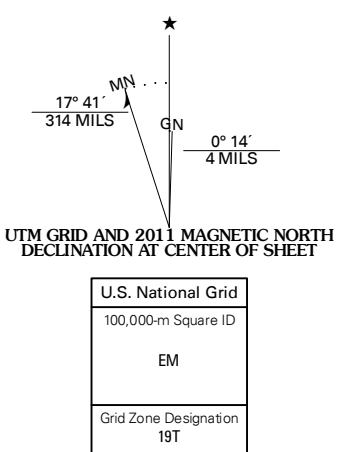 ★
MN
17° 41´
314 MILS
GN
0° 14´
4 MILS
UTM GRID AND 2011 MAGNETIC NORTH
DECLINATION AT CENTER OF SHEET
U.S. National Grid
100,000-m Square ID
EM
Grid Zone Designation
19T